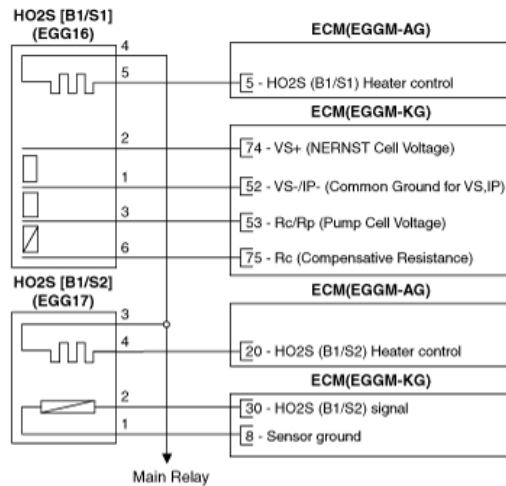 HO2S [B1/S1]
(EGG16)
ECM(EGGM-AG)
4
5
5 - HO2S (B1/S1) Heater control
ECM(EGGM-KG)
2
74 - VS+ (NERNST Cell Voltage)
1
52 - VS-/IP- (Common Ground for VS,IP)
3
53 - Rc/Rp (Pump Cell Voltage)
6
75 - Rc (Compensative Resistance)
HO2S [B1/S2]
(EGG17)
ECM(EGGM-AG)
3
4
20 - HO2S (B1/S2) Heater control
ECM(EGGM-KG)
2
30 - HO2S (B1/S2) signal
1
8 - Sensor ground
Main Relay